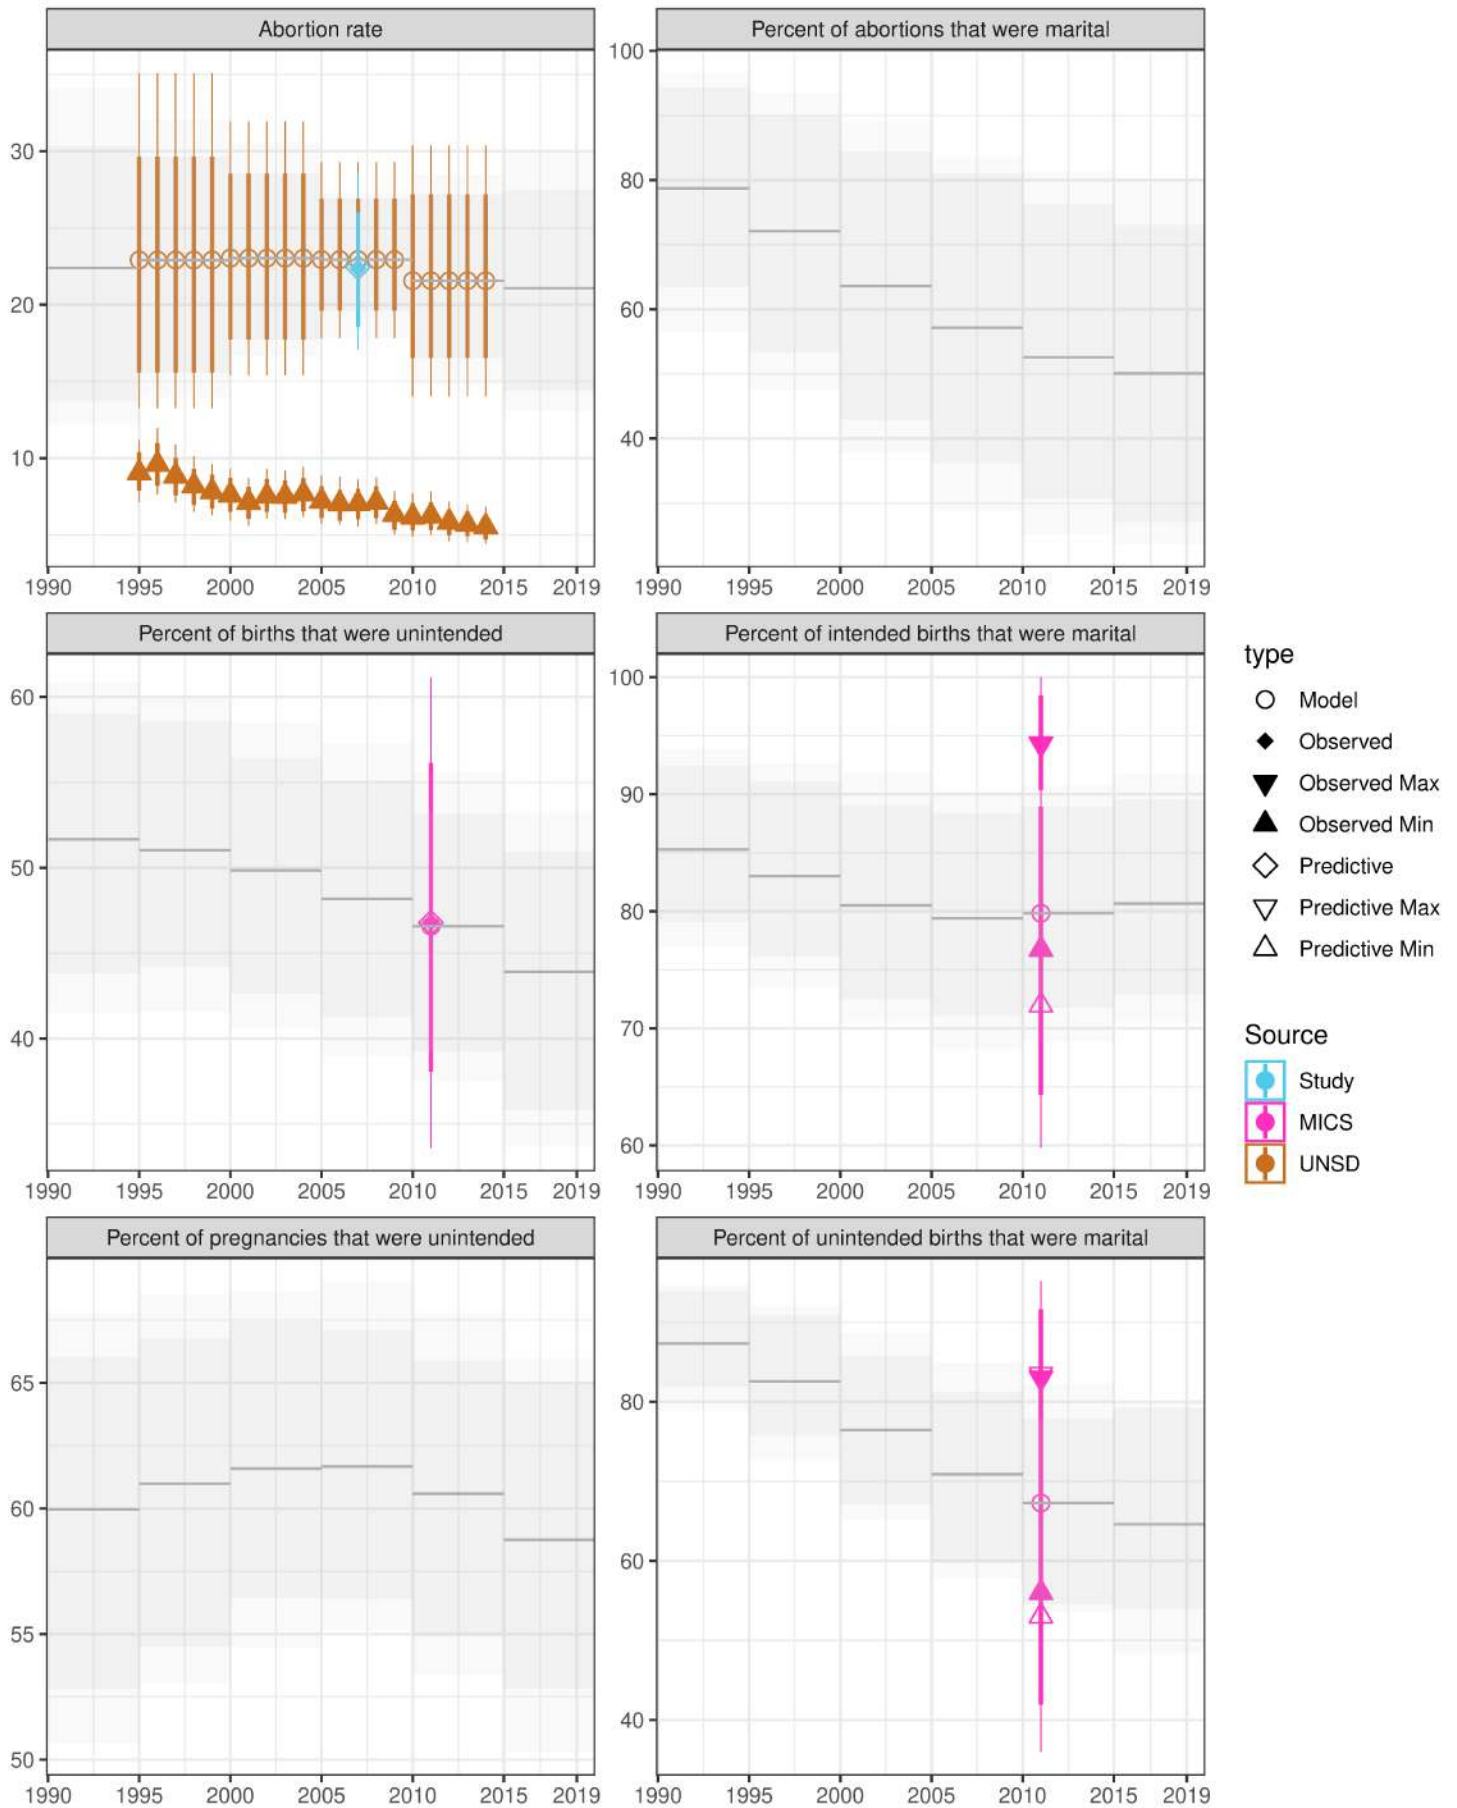 Abortion rate
30
20
10
1990 1995 2000 2005 2010 2015 2019
Percent of abortions that were marital
100
80
60
40
1990 1995 2000 2005 2010 2015 2019
Percent of births that were unintended
60
50
40
1990 1995 2000 2005 2010 2015 2019
Percent of intended births that were marital
100
90
80
70
60
1990 1995 2000 2005 2010 2015 2019
Percent of pregnancies that were unintended
65
60
55
50
1990 1995 2000 2005 2010 2015 2019
Percent of unintended births that were marital
80
60
40
1990 1995 2000 2005 2010 2015 2019
type
Model
Observed
Observed Max
Observed Min
Predictive
Predictive Max
Predictive Min
Source
Study
MICS
UNSD